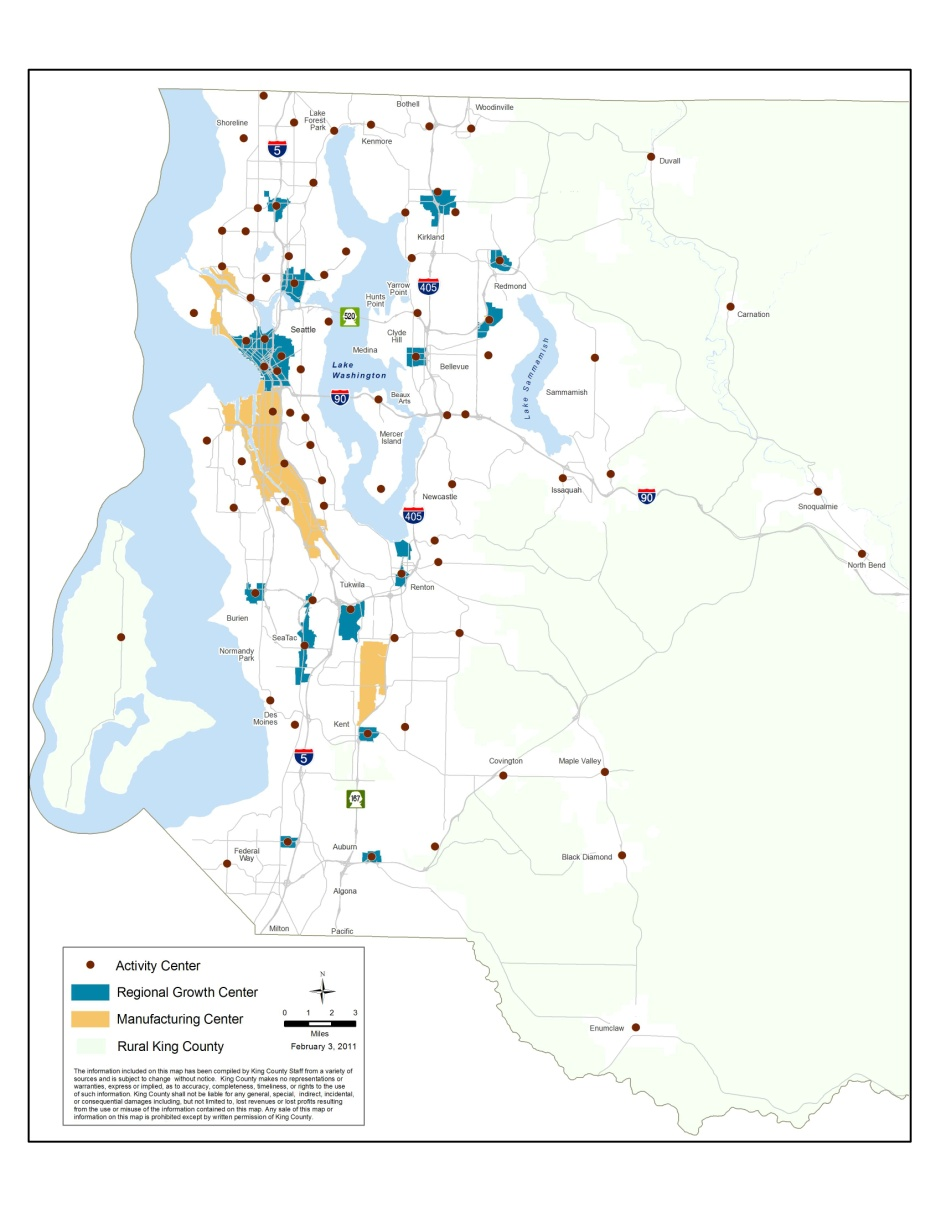 Bothell
Woodinville
Shoreline
Lake
Forest
Park
Kenmore
5
Duvall
Kirkland
405
Redmond
Yarrow
Point
Hunts
Point
520
Carnation
Seattle
Clyde
Hill
Medina
Lake
Washington
Bellevue
Lake Sammamish
Sammamish
90
Beaux
Arts
Mercer
Island
Newcastle
Issaquah
90
Snoqualmie
405
North Bend
Tukwila
Renton
Burien
SeaTac
Normandy
Park
Des
Moines
Kent
5
Covington
Maple Valley
167
Federal
Way
Auburn
Black Diamond
Algona
Milton
Pacific
Enumclaw
Activity Center
Regional Growth Center
Manufacturing Center
Rural King County
N
0 1 2 3
Miles
February 3, 2011
The information included on this map has been compiled by King County Staff from a variety of
sources and is subject to change without notice. King County makes no representations or
warranties, express or implied, as to accuracy, completeness, timeliness, or rights to the use
of such information. King County shall not be liable for any general, special, indirect, incidental,
or consequential damages including, but not limited to, lost revenues or lost profits resulting
from the use or misuse of the information contained on this map. Any sale of this map or
information on this map is prohibited except by written permission of King County.